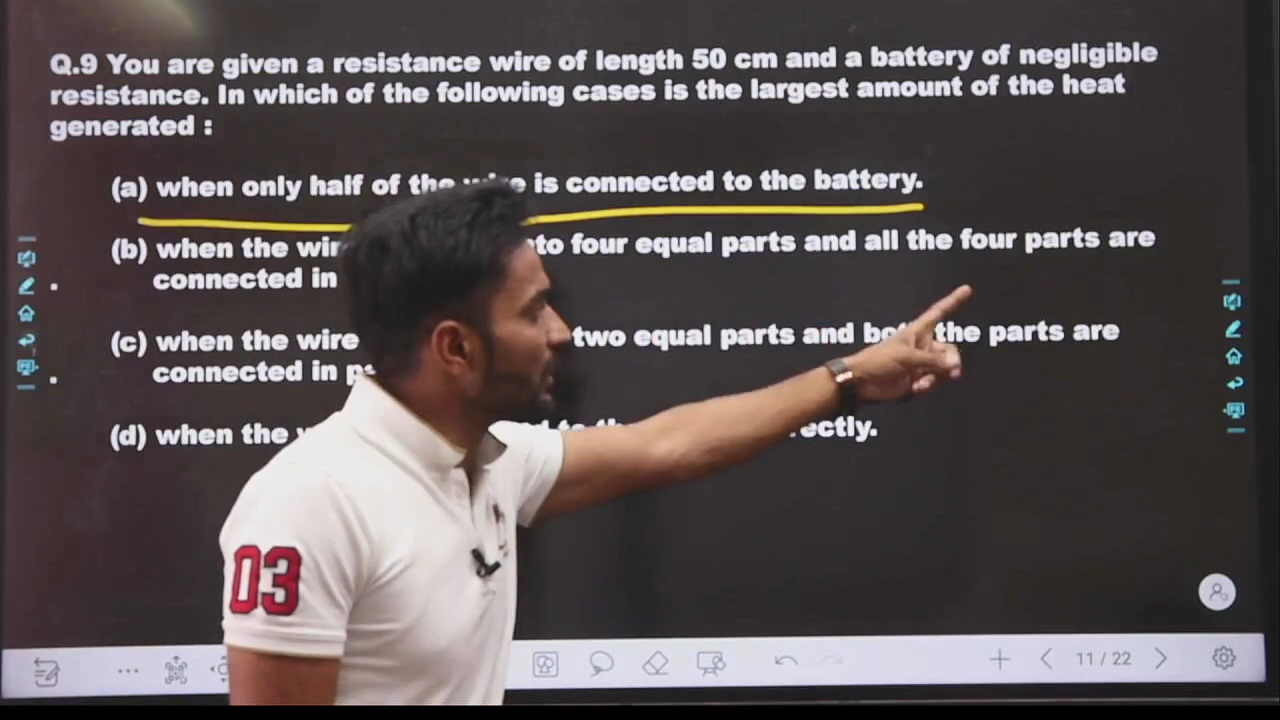 Q.9 You are given a resistance wire of length 50 cm and a battery of negligible
resistance. In which of the following cases is the largest amount of the heat
generated :
(a) when only half of the is connected to the battery.
(b) when the four equal parts and all the four parts are
connected in
(c) when the wire two equal parts and the parts are
connected in
(d) when the
03
11 / 22